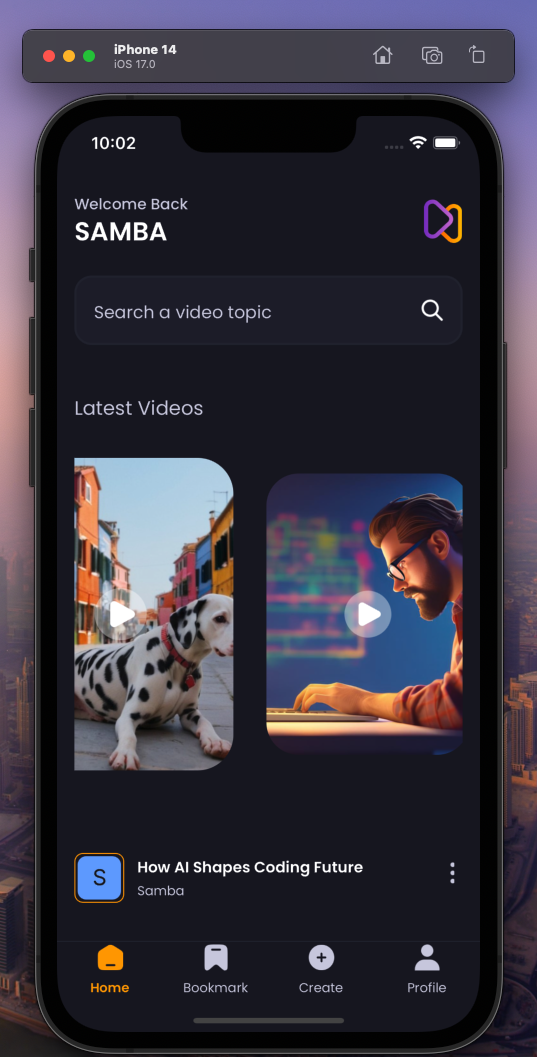 iPhone 14
iOS 17.0
10:02
Welcome Back
SAMBA
Search a video topic
Latest Videos
S
How AI Shapes Coding Future
Samba
Home
Bookmark
Create
Profile